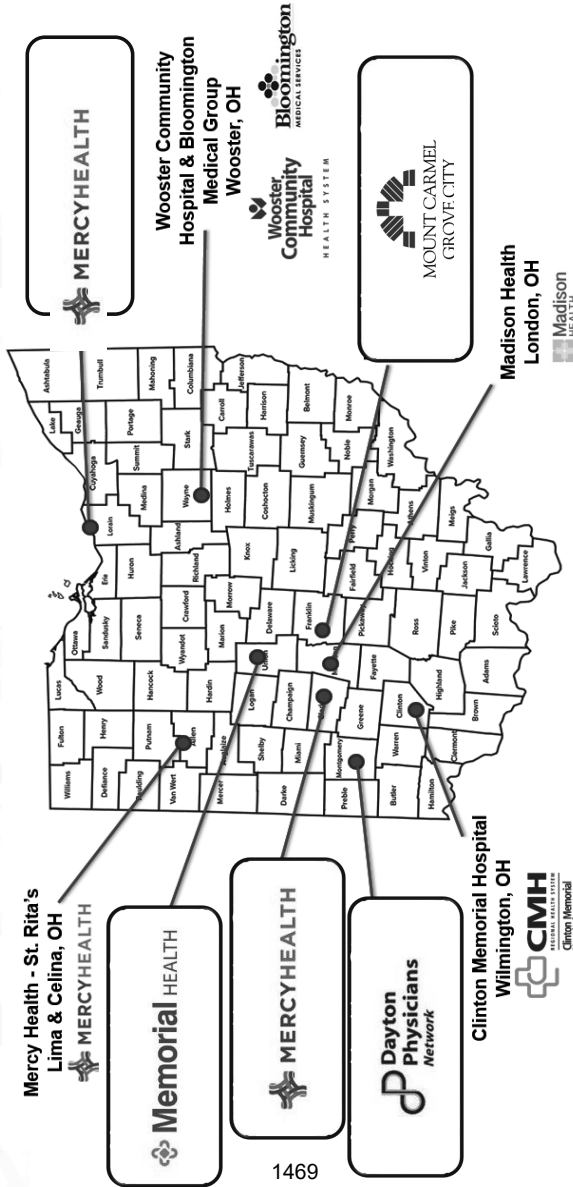 Mercy Health - St. Rita's
Lima & Celina, OH
MERCYHEALTH
Memorial HEALTH
MERCYHEALTH
Dayton
Physicians
Network
Clinton Memorial Hospital
Wilmington, OH
CMH
REGIONAL HEALTH SYSTEM
Clinton Memorial
MERCYHEALTH
Wooster Community
Hospital & Bloomington
Medical Group
Wooster, OH
Wooster
Community
Hospital
HEALTH SYSTEM
Bloomington
MEDICAL SERVICES
MOUNT CARMEL
GROVE CITY
Madison Health
London, OH
Madison
HEALTH
Williams
Fulton
Lucas
Ottawa
Defiance
Henry
Wood
Sandusky
Erie
Lorain
Cuyahoga
Lake
Geauga
Ashtabula
Trumbull
Putnam
Hancock
Seneca
Huron
Medina
Summit
Portage
Mahoning
Van Wert
Allen
Wyandot
Crawford
Richland
Ashland
Wayne
Stark
Columbiana
Mercer
Hardin
Marion
Morrow
Knox
Holmes
Tuscarawas
Carroll
Jefferson
Shelby
Logan
Union
Delaware
Licking
Coshocton
Harrison
Darke
Miami
Champaign
Franklin
Muskingum
Guernsey
Belmont
Preble
Montgomery
Greene
Fayette
Pickaway
Fairfield
Perry
Morgan
Noble
Monroe
Butler
Warren
Clinton
Ross
Hocking
Athens
Washington
Hamilton
Clermont
Brown
Highland
Adams
Pike
Scioto
Vinton
Jackson
Meigs
Gallia
Lawrence
1469